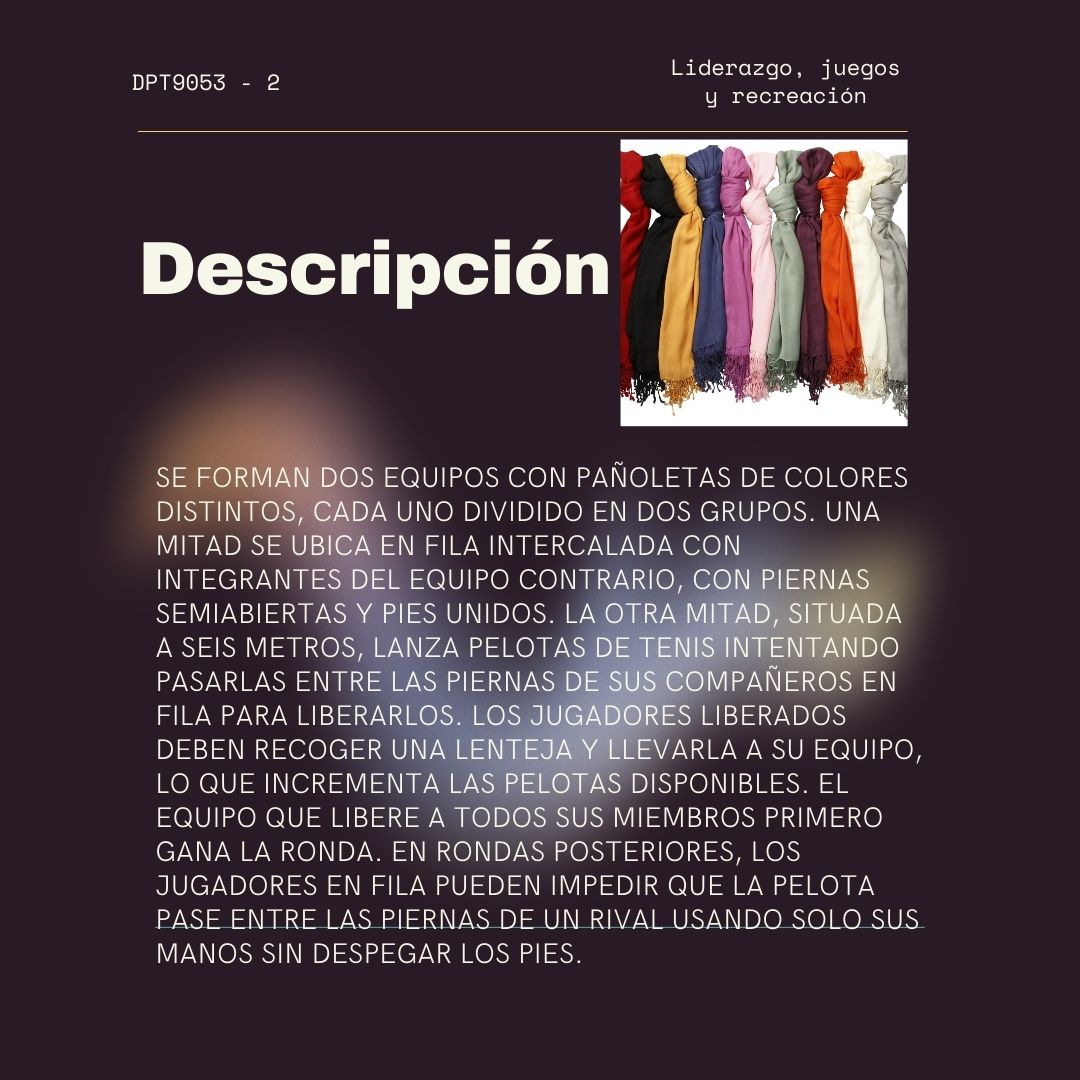 DPT9053 - 2
Liderazgo, juegos
y recreación
Descripción
SE FORMAN DOS EQUIPOS CON PAÑOLETAS DE COLORES
DISTINTOS, CADA UNO DIVIDIDO EN DOS GRUPOS. UNA
MITAD SE UBICA EN FILA INTERCALADA CON
INTEGRANTES DEL EQUIPO CONTRARIO, CON PIERNAS
SEMIABIERTAS Y PIES UNIDOS. LA OTRA MITAD, SITUADA
A SEIS METROS, LANZA PELOTAS DE TENIS INTENTANDO
PASARLAS ENTRE LAS PIERNAS DE SUS COMPAÑEROS EN
FILA PARA LIBERARLOS. LOS JUGADORES LIBERADOS
DEBEN RECOGER UNA LENTEJA Y LLEVARLA A SU EQUIPO,
LO QUE INCREMENTA LAS PELOTAS DISPONIBLES. EL
EQUIPO QUE LIBERE A TODOS SUS MIEMBROS PRIMERO
GANA LA RONDA. EN RONDAS POSTERIORES, LOS
JUGADORES EN FILA PUEDEN IMPEDIR QUE LA PELOTA
PASE ENTRE LAS PIERNAS DE UN RIVAL USANDO SOLO SUS
MANOS SIN DESPEGAR LOS PIES.